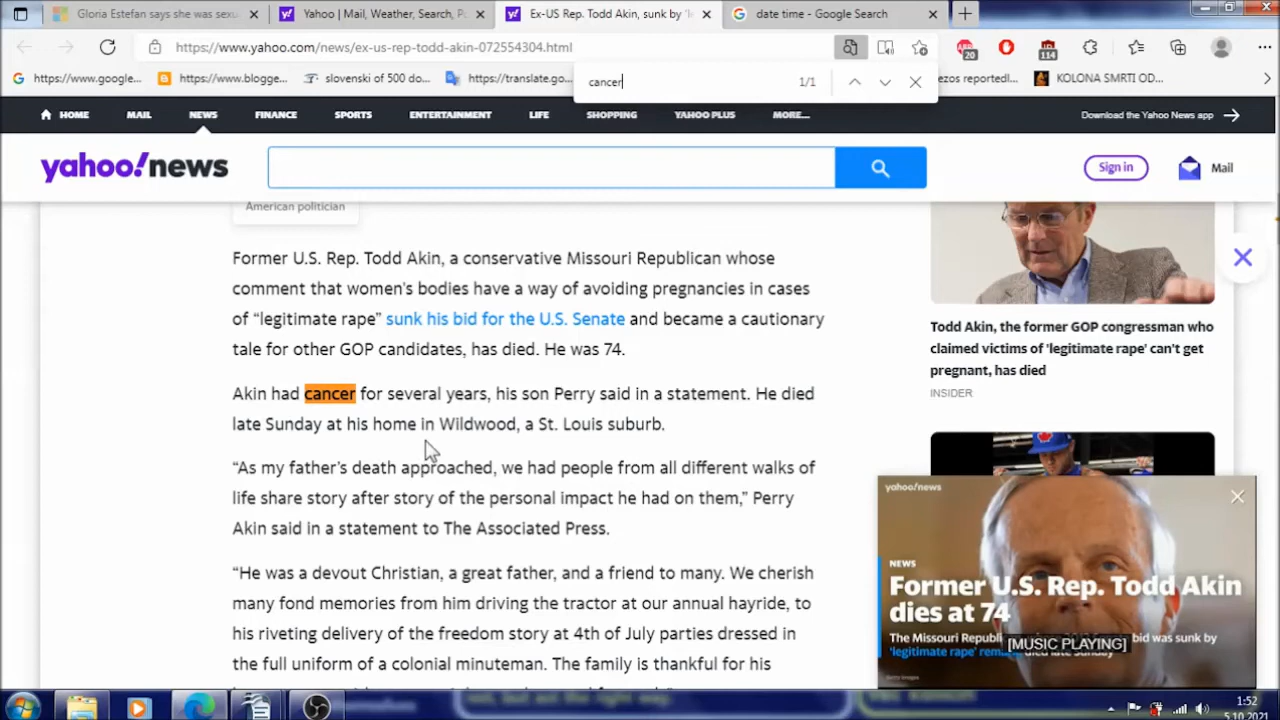 Gloria Estefan says she was sexu
Yahoo | Mail, Weather, Search, Po
Ex-US Rep. Todd Akin, sunk by 'l
date time - Google Search
https://www.yahoo.com/news/ex-us-rep-todd-akin-072554304.html
20
114
https://www.google...
https://www.blogge...
slovenski of 500 do...
https://translate.go...
ezos reportedl...
KOLONA SMRTI OD...
cancer
1/1
HOME
MAIL
NEWS
FINANCE
SPORTS
ENTERTAINMENT
LIFE
SHOPPING
YAHOO PLUS
MORE...
Download the Yahoo News app
yahoo!news
Sign in
Mail
American politician
Former U.S. Rep. Todd Akin, a conservative Missouri Republican whose
comment that women's bodies have a way of avoiding pregnancies in cases
of “legitimate rape” sunk his bid for the U.S. Senate and became a cautionary
tale for other GOP candidates, has died. He was 74.
Akin had cancer for several years, his son Perry said in a statement. He died
late Sunday at his home in Wildwood, a St. Louis suburb.
“As my father’s death approached, we had people from all different walks of
life share story after story of the personal impact he had on them,” Perry
Akin said in a statement to The Associated Press.
“He was a devout Christian, a great father, and a friend to many. We cherish
many fond memories from him driving the tractor at our annual hayride, to
his riveting delivery of the freedom story at 4th of July parties dressed in
the full uniform of a colonial minuteman. The family is thankful for his
Todd Akin, the former GOP congressman who
claimed victims of 'legitimate rape' can't get
pregnant, has died
INSIDER
yahoo!news
NEWS
Former U.S. Rep. Todd Akin
dies at 74
The Missouri Republi bid was sunk by
'legitimate rape' rem died late Sunday
[MUSIC PLAYING]
Getty Images
1:52
5.10.2021